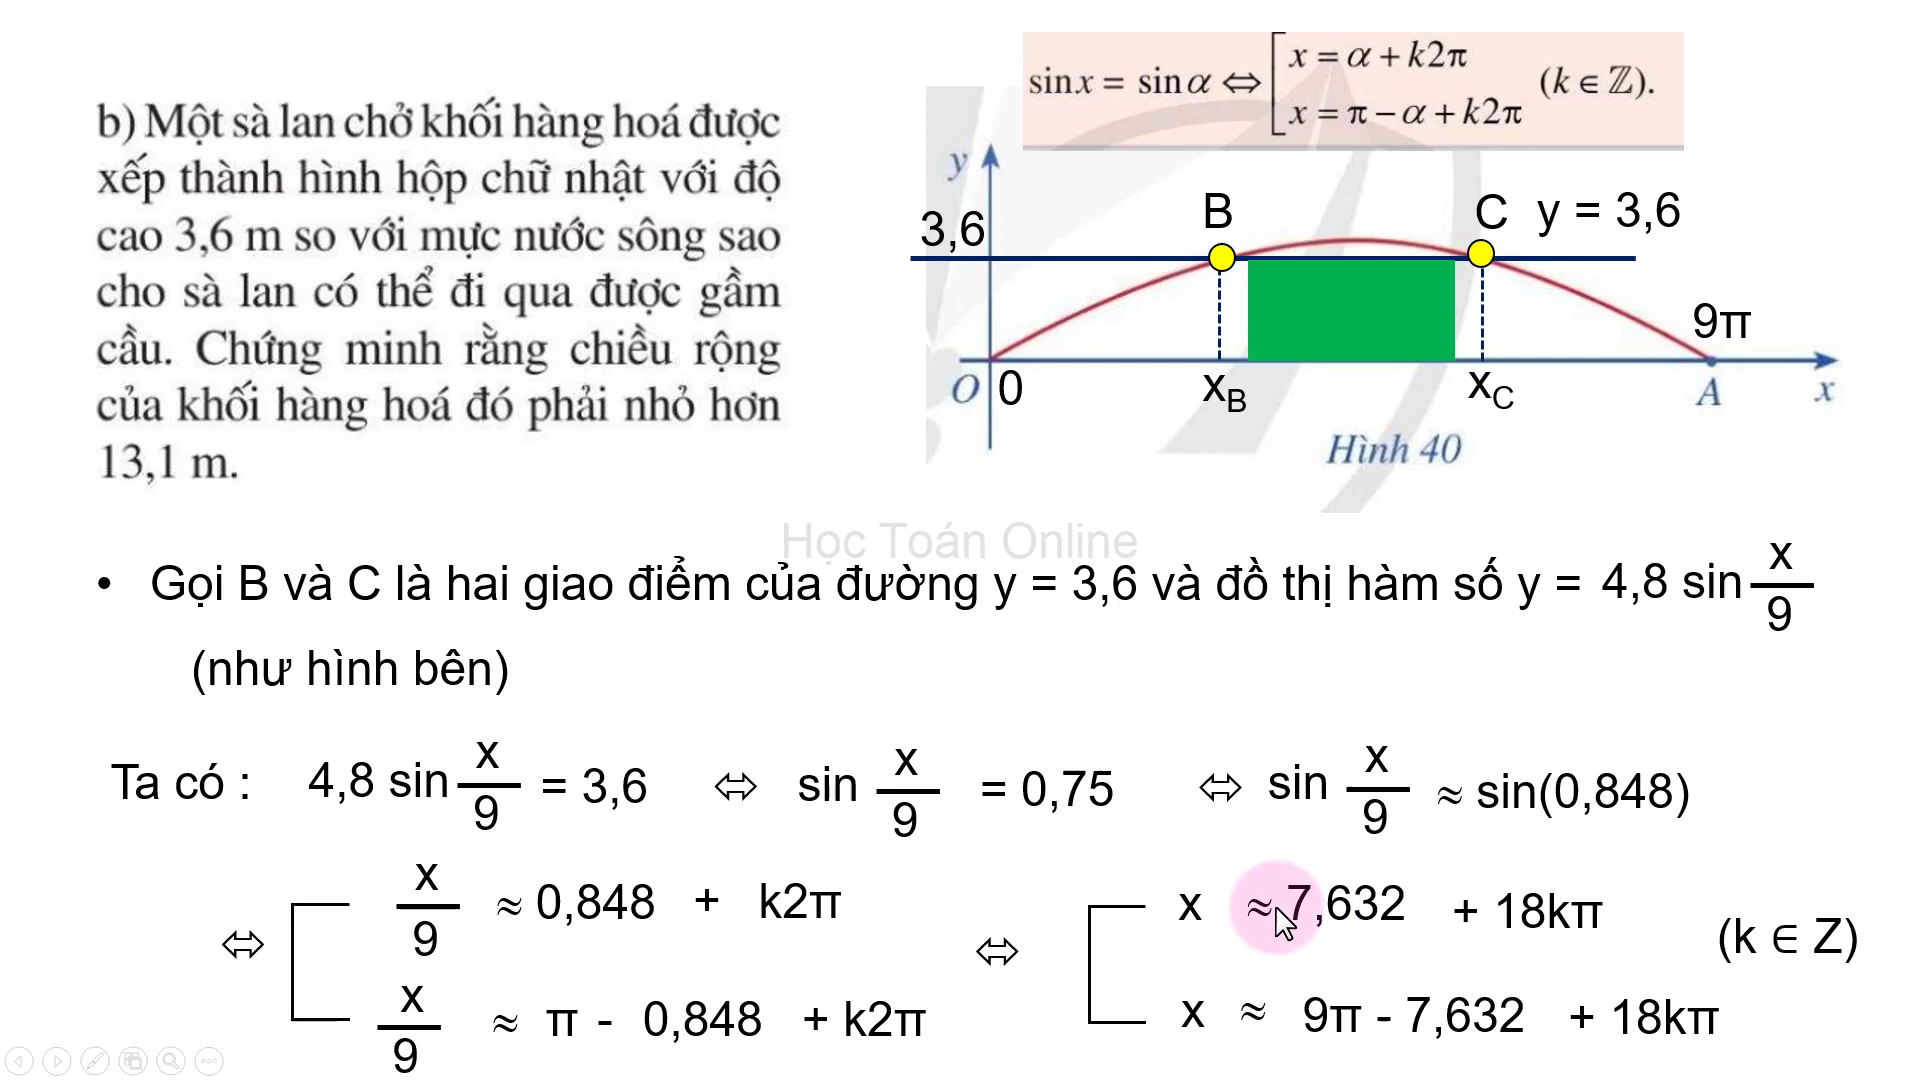 sin x = sin α ⇔ [ x = α + k2π
x = π − α + k2π (k ∈ ℤ).
b) Một sà lan chở khối hàng hoá được
xếp thành hình hộp chữ nhật với độ
cao 3,6 m so với mực nước sông sao
cho sà lan có thể đi qua được gầm
cầu. Chứng minh rằng chiều rộng
của khối hàng hoá đó phải nhỏ hơn
13,1 m.
y
3,6 B C y = 3,6
9π
O 0 x_B x_C A x
Hình 40
Học Toán Online
• Gọi B và C là hai giao điểm của đường y = 3,6 và đồ thị hàm số y = 4,8 sin x/9
(như hình bên)
Ta có : 4,8 sin x/9 = 3,6 ⇔ sin x/9 = 0,75 ⇔ sin x/9 ≈ sin(0,848)
⇔ [ x/9 ≈ 0,848 + k2π ⇔ [ x ≈ 7,632 + 18kπ (k ∈ Z)
x/9 ≈ π - 0,848 + k2π x ≈ 9π - 7,632 + 18kπ